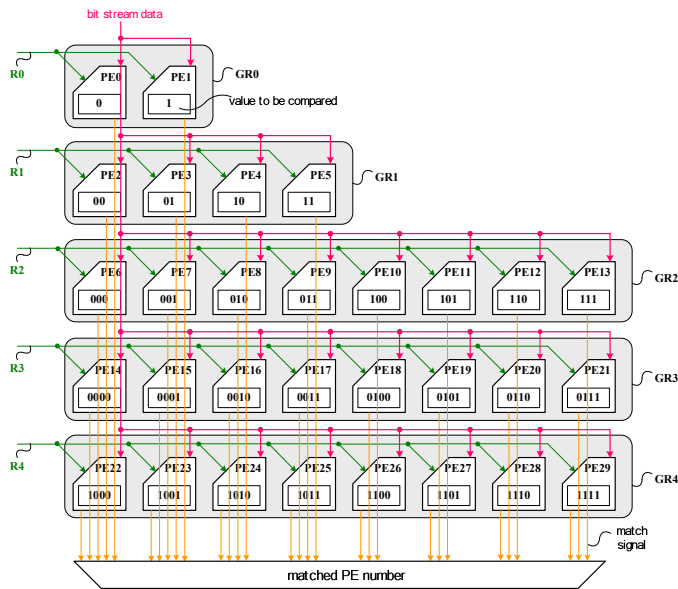 bit stream data
R0
PE0
PE1
GR0
0
1
value to be compared
R1
PE2
PE3
PE4
PE5
GR1
00
01
10
11
R2
PE6
PE7
PE8
PE9
PE10
PE11
PE12
PE13
GR2
000
001
010
011
100
101
110
111
R3
PE14
PE15
PE16
PE17
PE18
PE19
PE20
PE21
GR3
0000
0001
0010
0011
0100
0101
0110
0111
R4
PE22
PE23
PE24
PE25
PE26
PE27
PE28
PE29
GR4
1000
1001
1010
1011
1100
1101
1110
1111
match
signal
matched PE number